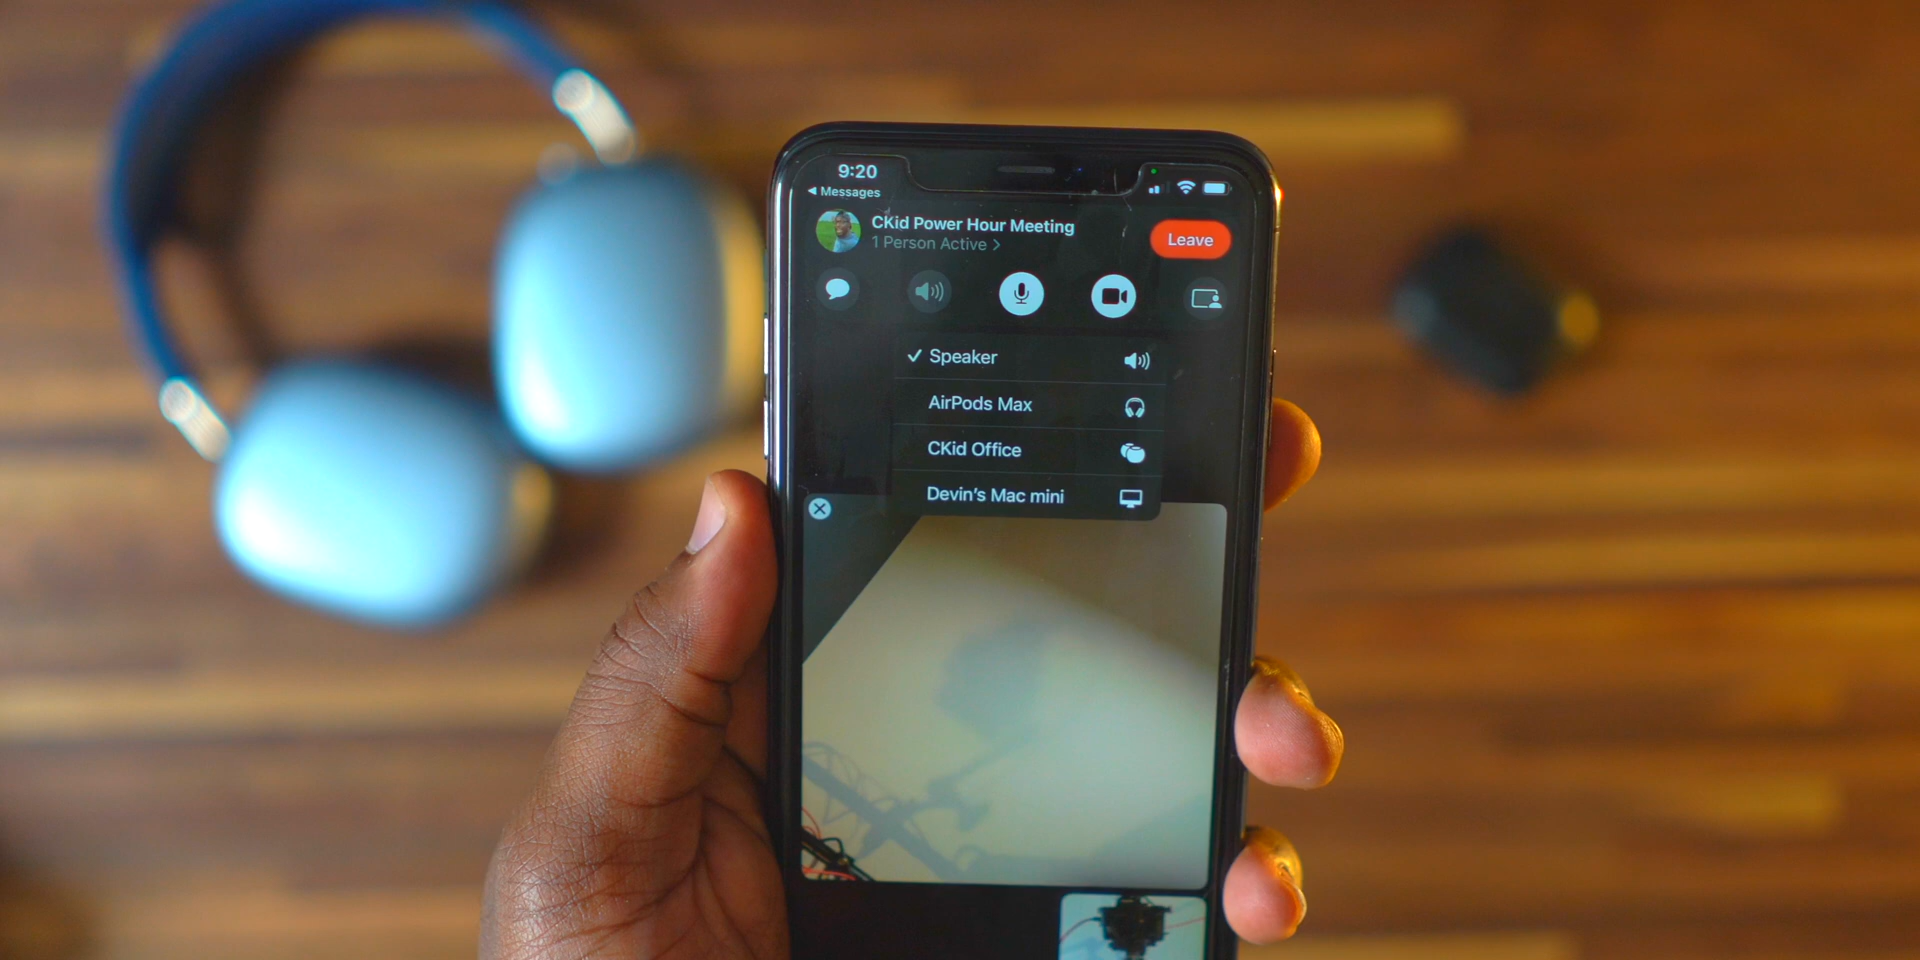 9:20
Messages
CKid Power Hour Meeting
1 Person Active
Leave
Speaker
AirPods Max
CKid Office
Devin's Mac mini